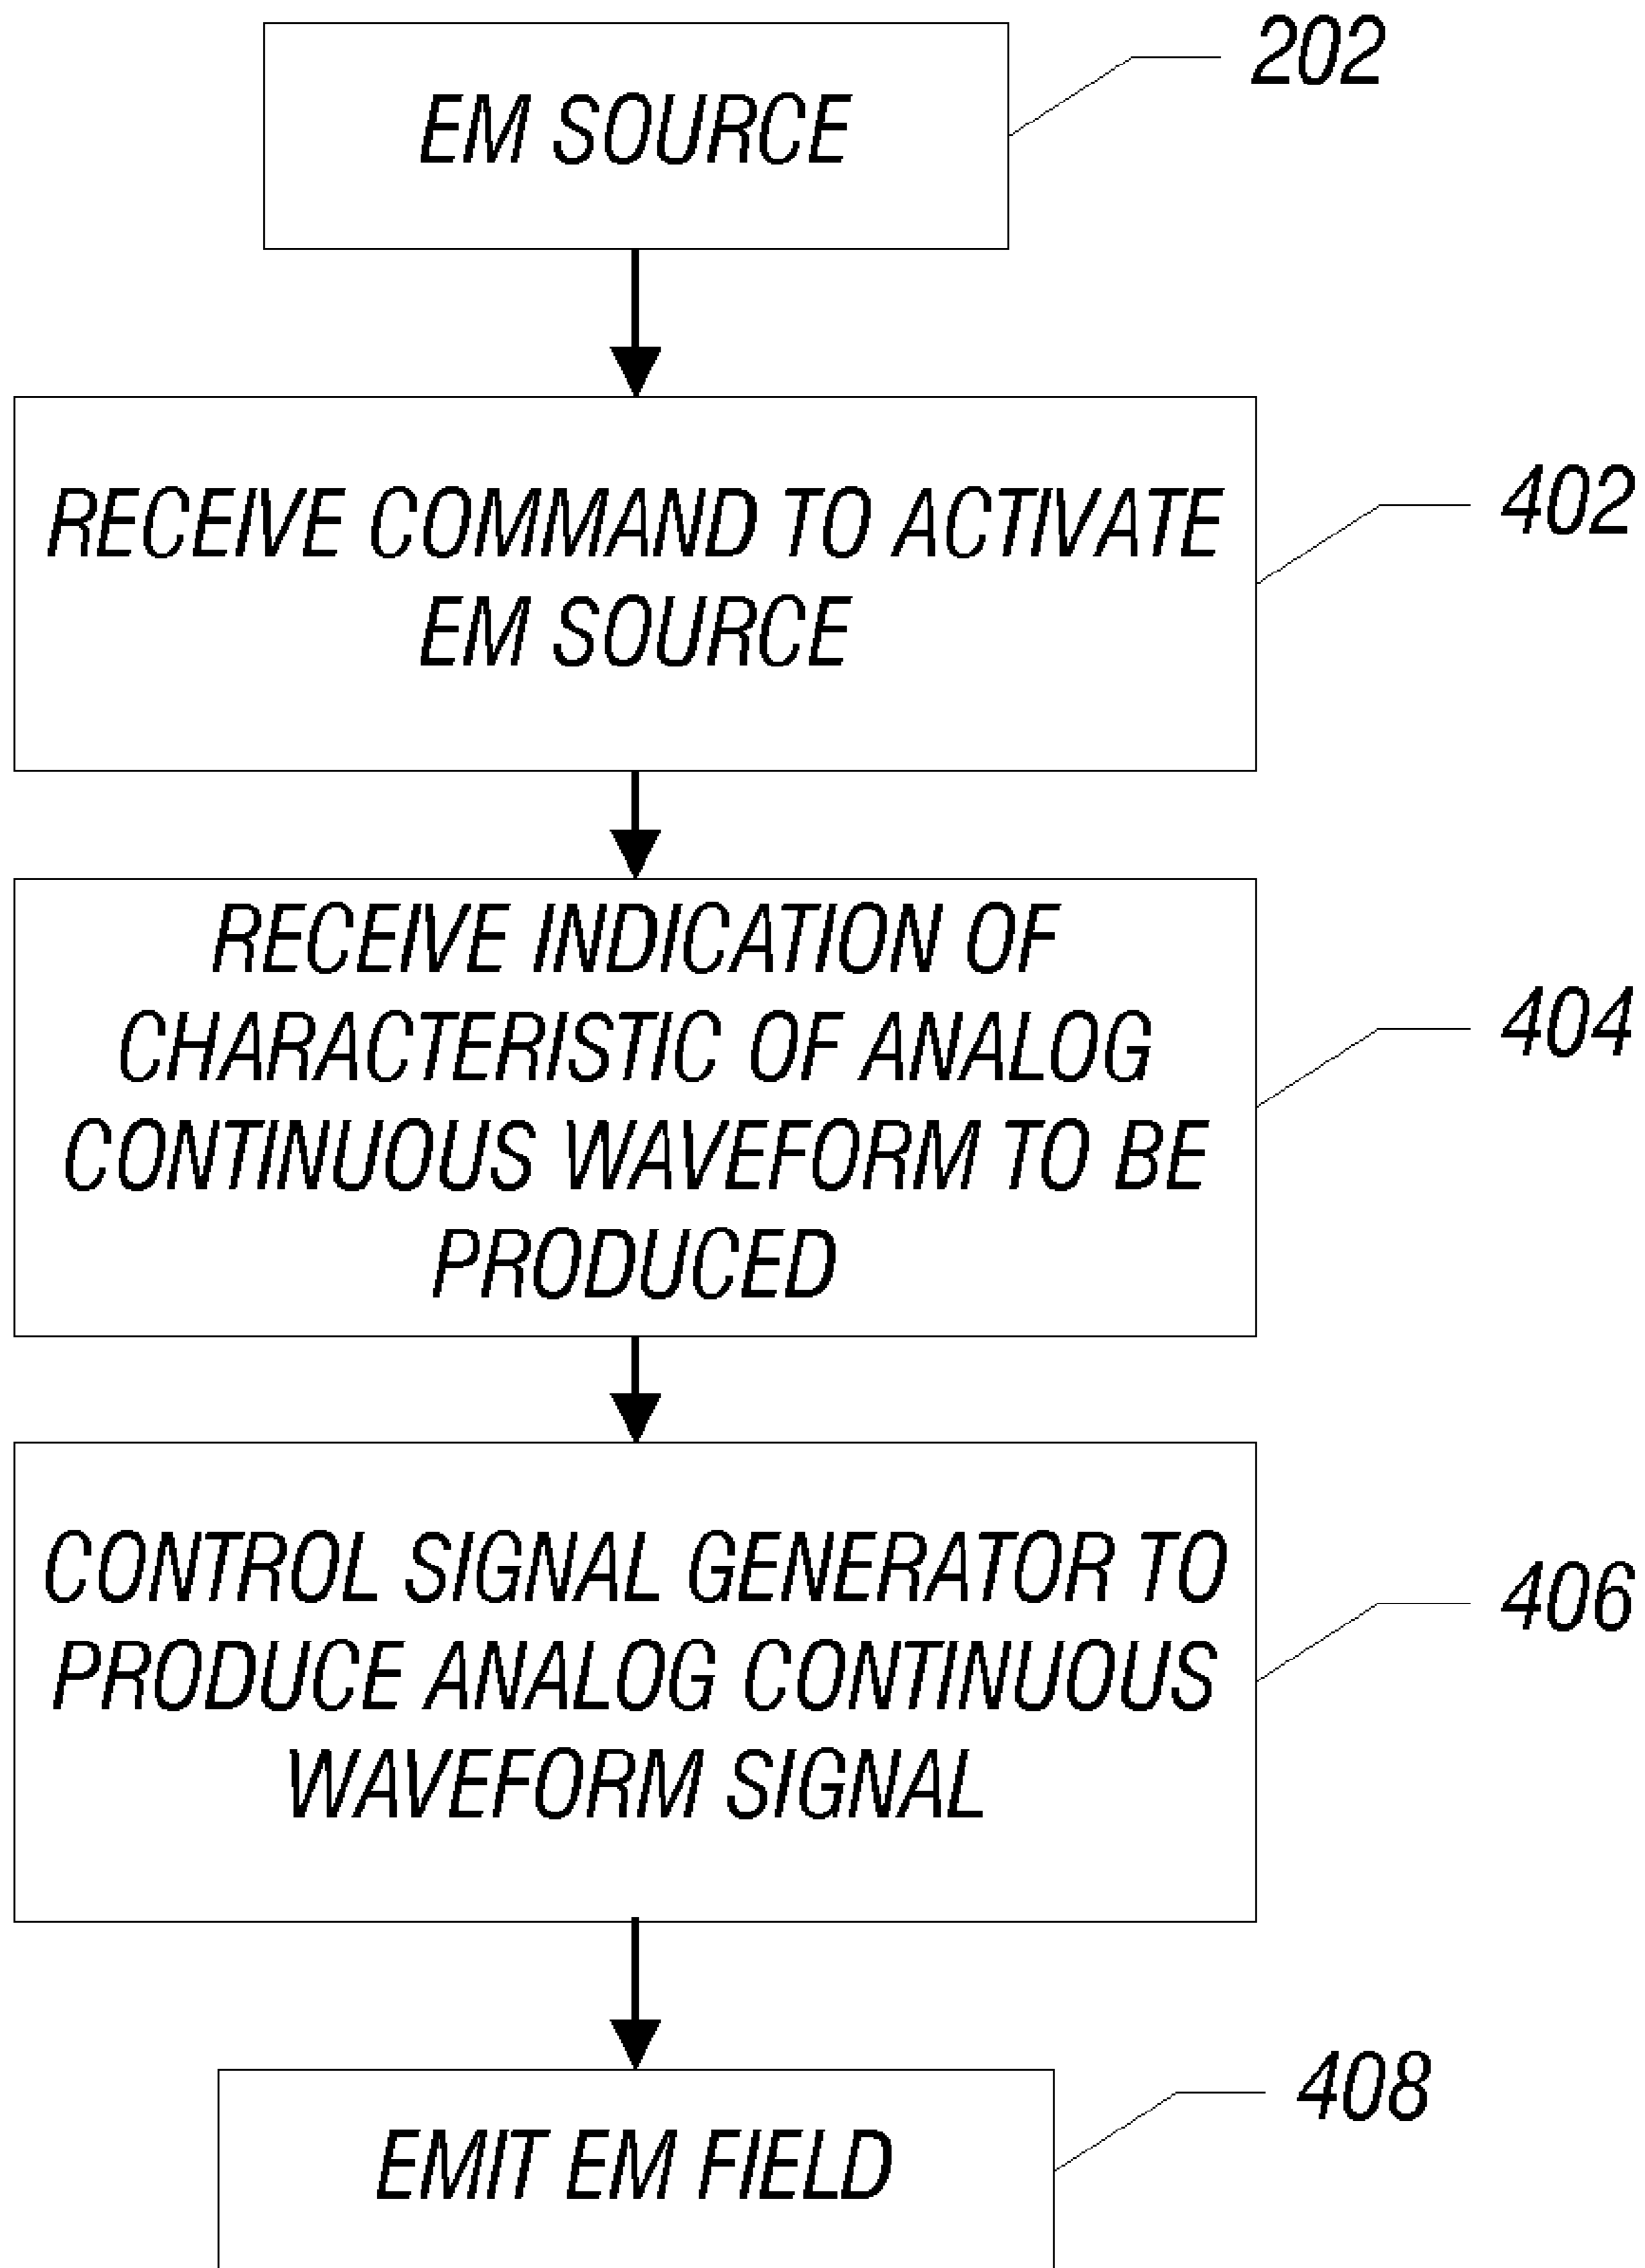 202
EM SOURCE
RECEIVE COMMAND TO ACTIVATE
EM SOURCE
402
RECEIVE INDICATION OF
CHARACTERISTIC OF ANALOG
CONTINUOUS WAVEFORM TO BE
PRODUCED
404
CONTROL SIGNAL GENERATOR TO
PRODUCE ANALOG CONTINUOUS
WAVEFORM SIGNAL
406
EMIT EM FIELD
408